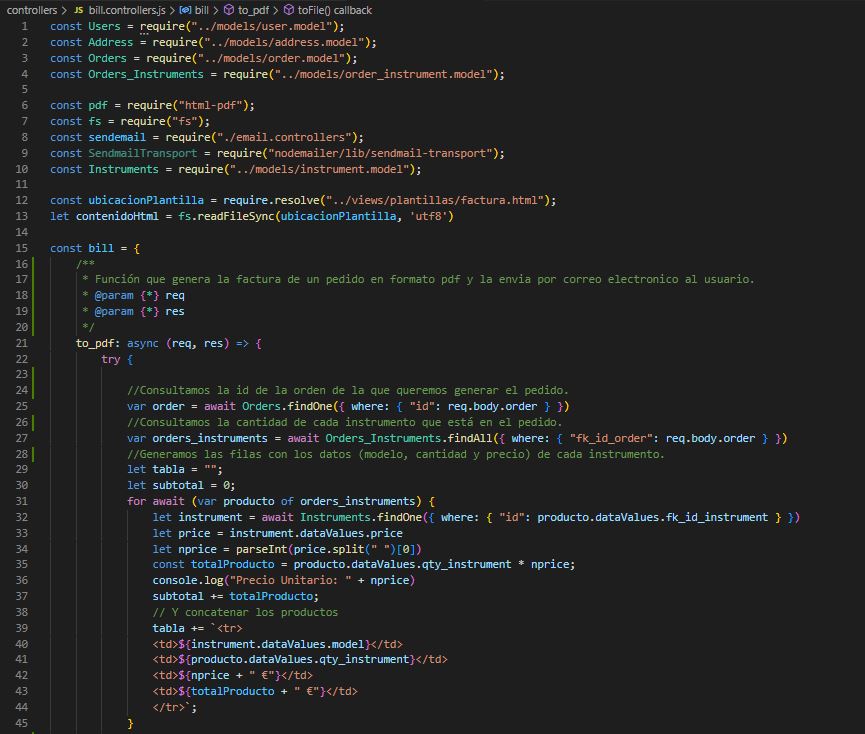 controllers > JS bill.controllers.js > bill > to_pdf > toFile() callback
1 const Users = require("../models/user.model");
2 const Address = require("../models/address.model");
3 const Orders = require("../models/order.model");
4 const Orders_Instruments = require("../models/order_instrument.model");
5
6 const pdf = require("html-pdf");
7 const fs = require("fs");
8 const sendemail = require("./email.controllers");
9 const SendmailTransport = require("nodemailer/lib/sendmail-transport");
10 const Instruments = require("../models/instrument.model");
11
12 const ubicacionPlantilla = require.resolve("../views/plantillas/factura.html");
13 let contenidoHtml = fs.readFileSync(ubicacionPlantilla, 'utf8')
14
15 const bill = {
16 /**
17 * Función que genera la factura de un pedido en formato pdf y la envia por correo electronico al usuario.
18 * @param {*} req
19 * @param {*} res
20 */
21 to_pdf: async (req, res) => {
22 try {
23
24 //Consultamos la id de la orden de la que queremos generar el pedido.
25 var order = await Orders.findOne({ where: { "id": req.body.order } })
26 //Consultamos la cantidad de cada instrumento que está en el pedido.
27 var orders_instruments = await Orders_Instruments.findAll({ where: { "fk_id_order": req.body.order } })
28 //Generamos las filas con los datos (modelo, cantidad y precio) de cada instrumento.
29 let tabla = "";
30 let subtotal = 0;
31 for await (var producto of orders_instruments) {
32 let instrument = await Instruments.findOne({ where: { "id": producto.dataValues.fk_id_instrument } })
33 let price = instrument.dataValues.price
34 let nprice = parseInt(price.split(" ")[0])
35 const totalProducto = producto.dataValues.qty_instrument * nprice;
36 console.log("Precio Unitario: " + nprice)
37 subtotal += totalProducto;
38 // Y concatenar los productos
39 tabla += `<tr>
40 <td>${instrument.dataValues.model}</td>
41 <td>${producto.dataValues.qty_instrument}</td>
42 <td>${nprice + " €"}</td>
43 <td>${totalProducto + " €"}</td>
44 </tr>`;
45 }